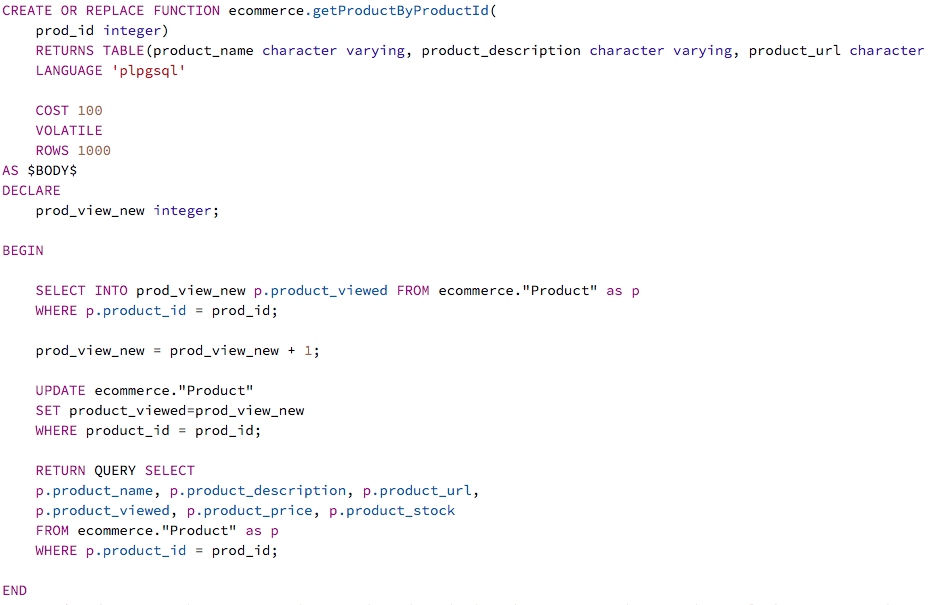 CREATE OR REPLACE FUNCTION ecommerce.getProductByProductId(
prod_id integer)
RETURNS TABLE(product_name character varying, product_description character varying, product_url character
LANGUAGE 'plpgsql'
COST 100
VOLATILE
ROWS 1000
AS $BODY$
DECLARE
prod_view_new integer;
BEGIN
SELECT INTO prod_view_new p.product_viewed FROM ecommerce."Product" as p
WHERE p.product_id = prod_id;
prod_view_new = prod_view_new + 1;
UPDATE ecommerce."Product"
SET product_viewed=prod_view_new
WHERE product_id = prod_id;
RETURN QUERY SELECT
p.product_name, p.product_description, p.product_url,
p.product_viewed, p.product_price, p.product_stock
FROM ecommerce."Product" as p
WHERE p.product_id = prod_id;
END